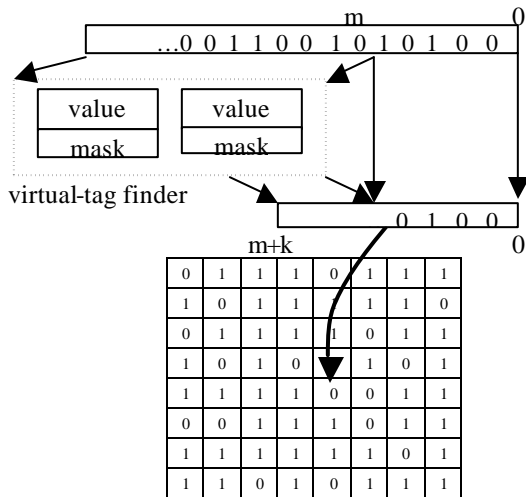 m 0
…0 0 1 1 0 0 1 0 1 0 1 0 0
value value
mask mask
virtual-tag finder
0 1 0 0
m+k 0
0 1 1 1 0 1 1 1
1 0 1 1 1 1 1 0
0 1 1 1 1 0 1 1
1 0 1 0 1 0 1
1 1 1 1 0 0 1 1
0 0 1 1 1 0 1 1
1 1 1 1 1 1 0 1
1 1 0 1 0 1 1 1